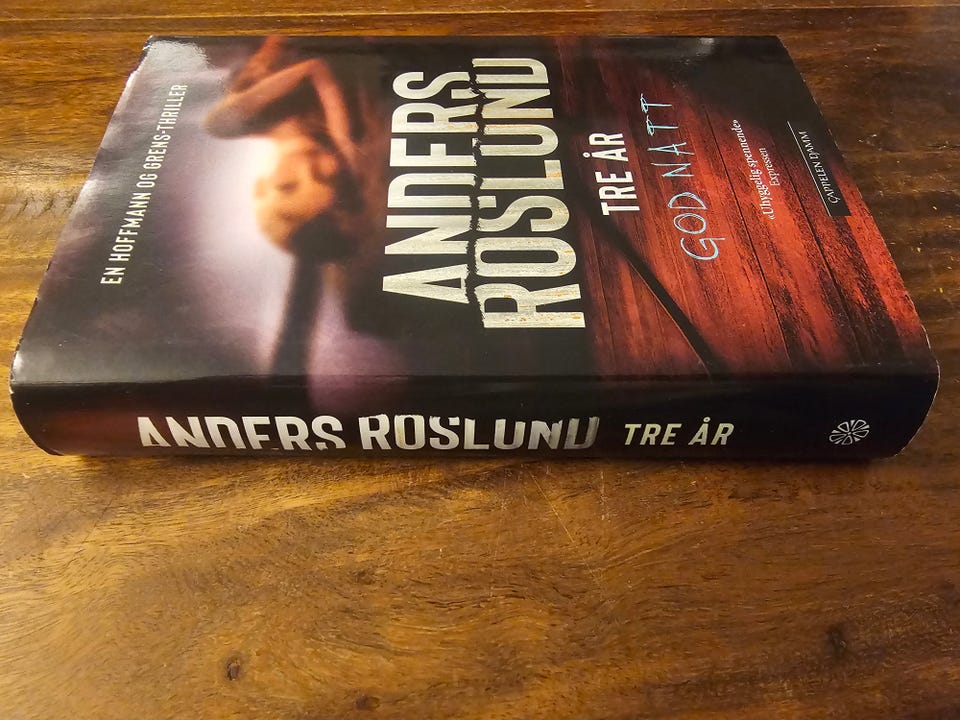 EN HOFFMANN OG GRENS-THRILLER
ANDERS
ROSLUND
TRE ÅR
GOD NATT
«Uhyggelig spennende»
Expressen
CAPPELEN DAMM
ANDERS ROSLUND TRE ÅR